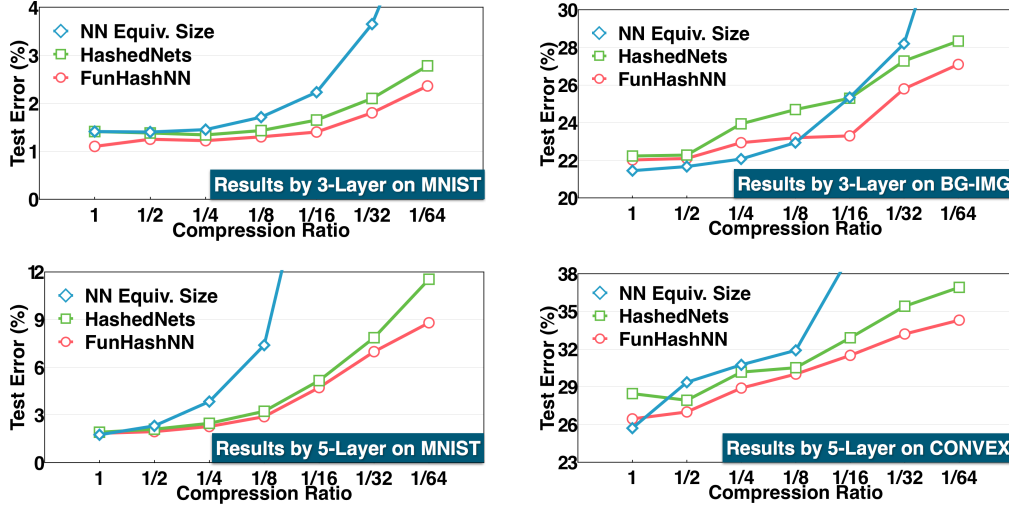 4
3
2
1
0
Test Error (%)
NN Equiv. Size
HashedNets
FunHashNN
Results by 3-Layer on MNIST
1 1/2 1/4 1/8 1/16 1/32 1/64
Compression Ratio
30
28
26
24
22
20
Test Error (%)
NN Equiv. Size
HashedNets
FunHashNN
Results by 3-Layer on BG-IMG
1 1/2 1/4 1/8 1/16 1/32 1/64
Compression Ratio
12
9
6
3
0
Test Error (%)
NN Equiv. Size
HashedNets
FunHashNN
Results by 5-Layer on MNIST
1 1/2 1/4 1/8 1/16 1/32 1/64
Compression Ratio
38
35
32
29
26
23
Test Error (%)
NN Equiv. Size
HashedNets
FunHashNN
Results by 5-Layer on CONVEX
1 1/2 1/4 1/8 1/16 1/32 1/64
Compression Ratio